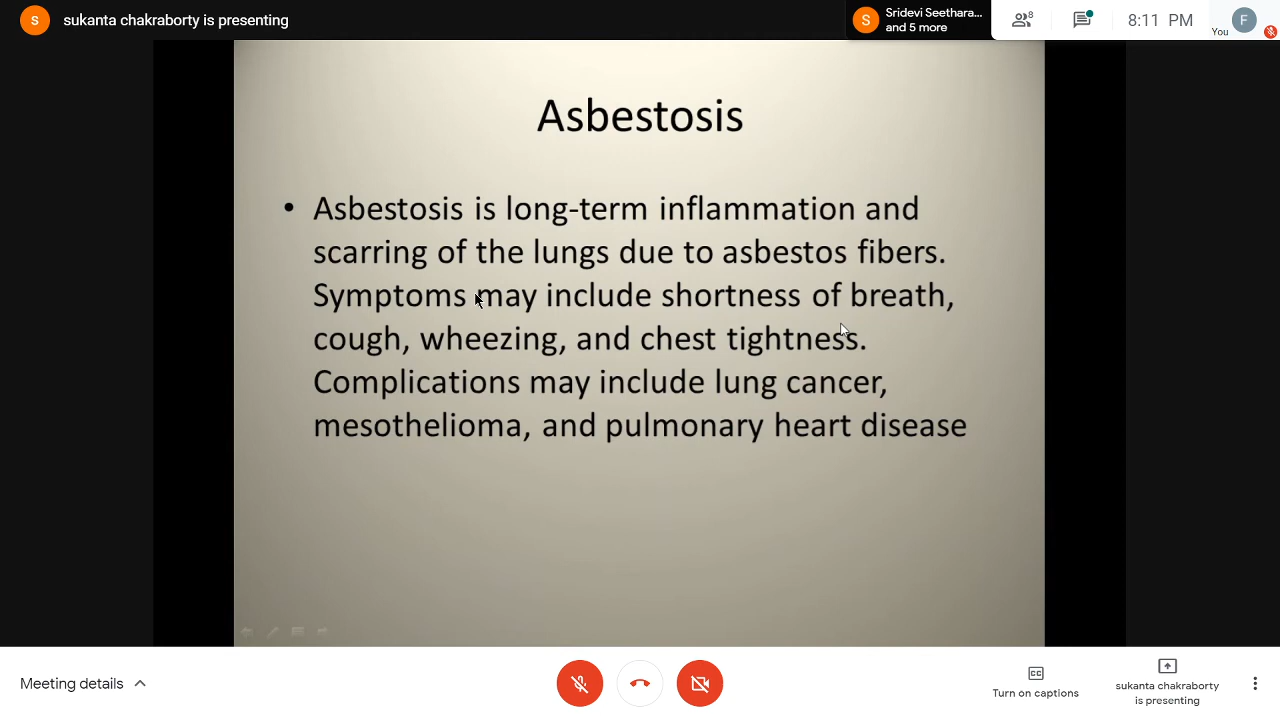 S
sukanta chakraborty is presenting
S
Sridevi Seethara...
and 5 more
8
8:11 PM
You
F
Asbestosis
• Asbestosis is long-term inflammation and
scarring of the lungs due to asbestos fibers.
Symptoms may include shortness of breath,
cough, wheezing, and chest tightness.
Complications may include lung cancer,
mesothelioma, and pulmonary heart disease
Meeting details
CC
Turn on captions
sukanta chakraborty
is presenting